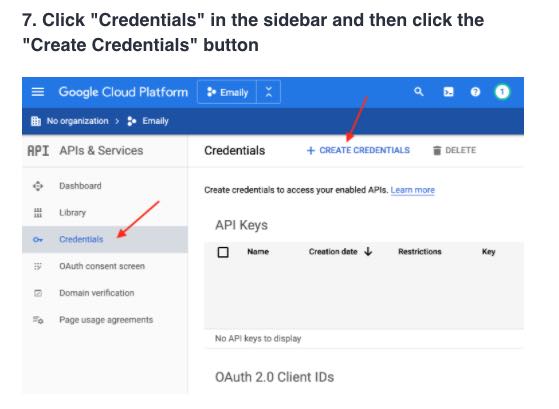 7. Click "Credentials" in the sidebar and then click the
"Create Credentials" button
Google Cloud Platform Emaily
No organization > Emaily
API APIs & Services Credentials + CREATE CREDENTIALS DELETE
Dashboard
Create credentials to access your enabled APIs. Learn more
Library
API Keys
Credentials
Name Creation date Restrictions Key
OAuth consent screen
Domain verification
Page usage agreements
No API keys to display
OAuth 2.0 Client IDs